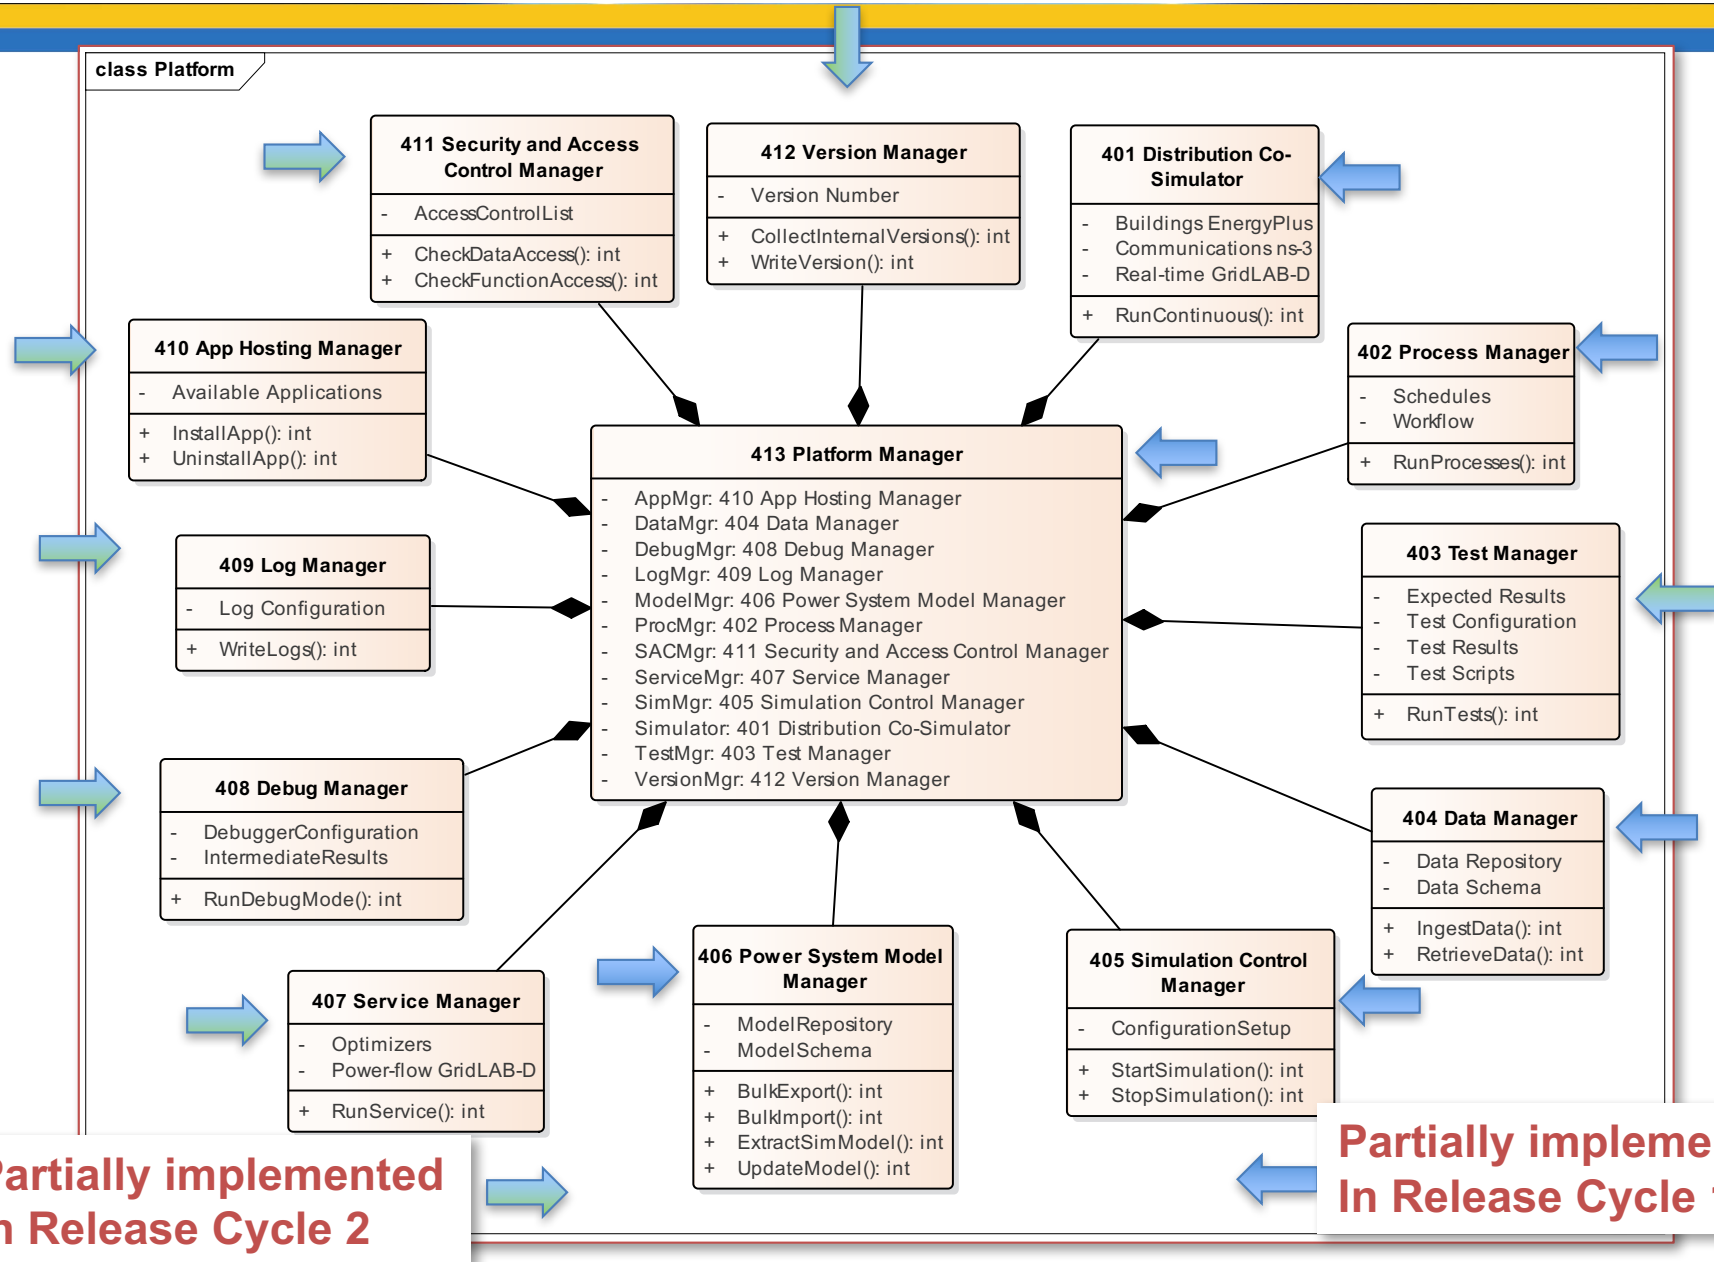 class Platform
411 Security and Access
Control Manager
- AccessControlList
+ CheckDataAccess(): int
+ CheckFunctionAccess(): int
412 Version Manager
- Version Number
+ CollectInternalVersions(): int
+ WriteVersion(): int
401 Distribution Co-
Simulator
- Buildings EnergyPlus
- Communications ns-3
- Real-time GridLAB-D
+ RunContinuous(): int
410 App Hosting Manager
- Available Applications
+ InstallApp(): int
+ UninstallApp(): int
402 Process Manager
- Schedules
- Workflow
+ RunProcesses(): int
413 Platform Manager
- AppMgr: 410 App Hosting Manager
- DataMgr: 404 Data Manager
- DebugMgr: 408 Debug Manager
- LogMgr: 409 Log Manager
- ModelMgr: 406 Power System Model Manager
- ProcMgr: 402 Process Manager
- SACMgr: 411 Security and Access Control Manager
- ServiceMgr: 407 Service Manager
- SimMgr: 405 Simulation Control Manager
- Simulator: 401 Distribution Co-Simulator
- TestMgr: 403 Test Manager
- VersionMgr: 412 Version Manager
409 Log Manager
- Log Configuration
+ WriteLogs(): int
403 Test Manager
- Expected Results
- Test Configuration
- Test Results
- Test Scripts
+ RunTests(): int
408 Debug Manager
- DebuggerConfiguration
- IntermediateResults
+ RunDebugMode(): int
404 Data Manager
- Data Repository
- Data Schema
+ IngestData(): int
+ RetrieveData(): int
407 Service Manager
- Optimizers
- Power-flow GridLAB-D
+ RunService(): int
406 Power System Model
Manager
- ModelRepository
- ModelSchema
+ BulkExport(): int
+ BulkImport(): int
+ ExtractSimModel(): int
+ UpdateModel(): int
405 Simulation Control
Manager
- ConfigurationSetup
+ StartSimulation(): int
+ StopSimulation(): int
Partially implemented
Release Cycle 2
Partially impleme
In Release Cycle